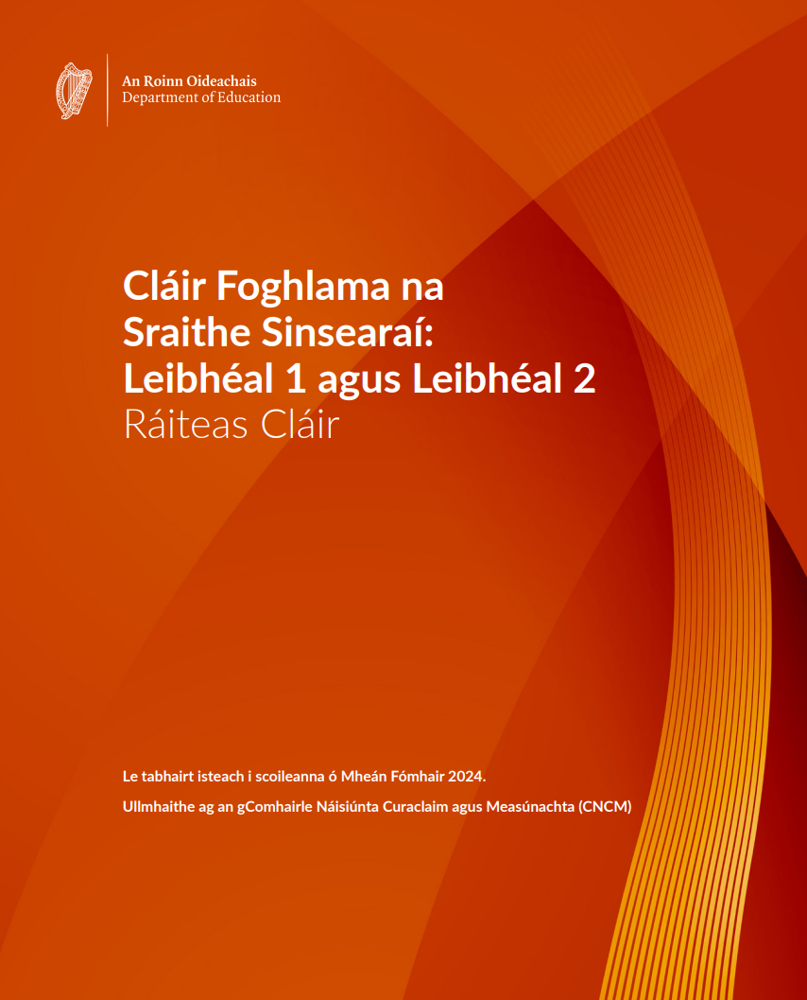 An Roinn Oideachais
Department of Education
Cláir Foghlama na
Sraithe Sinsearaí:
Leibhéal 1 agus Leibhéal 2
Ráiteas Cláir
Le tabhairt isteach i scoileanna ó Mheán Fómhair 2024.
Ullmhaithe ag an gComhairle Náisiúnta Curaclaim agus Measúnachta (CNCM)